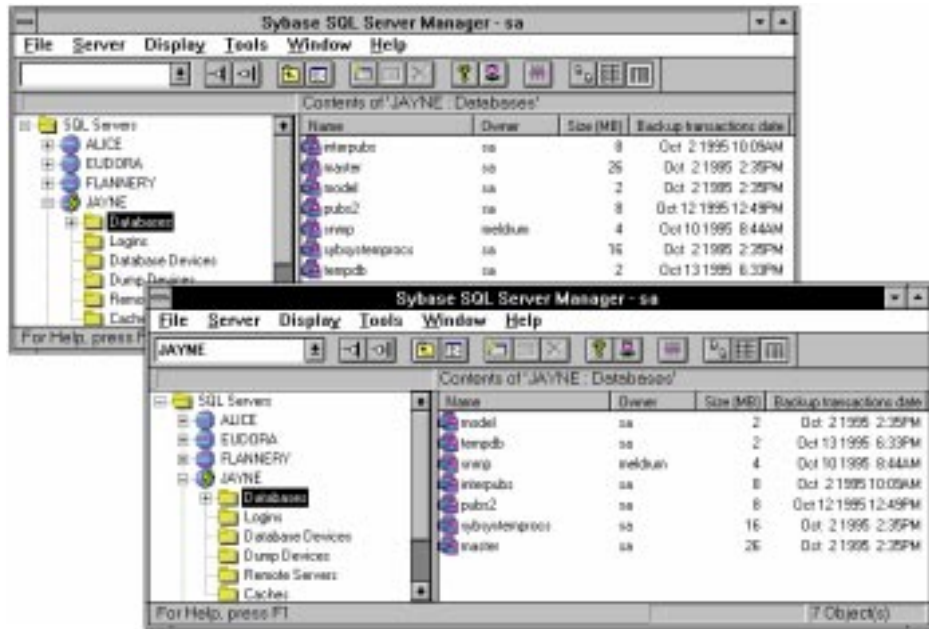 Sybase SQL Server Manager - sa
File Server Display Tools Window Help
Contents of 'JAYNE : Databases'
SQL Servers
ALICE
EUDORA
FLANNERY
JAYNE
Databases
Logins
Database Devices
Dump Devices
Remo
Cache
For Help, press F
Name Owner Size (MB) Backup transactions date
interpubs sa 8 Oct 2 1995 10:09AM
master sa 26 Oct 2 1995 2:35PM
model sa 2 Oct 2 1995 2:35PM
pubs2 sa 8 Oct 12 1995 12:49PM
snmp meldium 4 Oct 10 1995 8:44AM
sybsystemprocs sa 16 Oct 2 1995 2:35PM
tempdb sa 2 Oct 13 1995 6:33PM
Sybase SQL Server Manager - sa
File Server Display Tools Window Help
JAYNE
Contents of 'JAYNE : Databases'
SQL Servers
ALICE
EUDORA
FLANNERY
JAYNE
Databases
Logins
Database Devices
Dump Devices
Remote Servers
Caches
Name Owner Size (MB) Backup transactions date
model sa 2 Oct 2 1995 2:35PM
tempdb sa 2 Oct 13 1995 6:33PM
snmp meldium 4 Oct 10 1995 8:44AM
interpubs sa 8 Oct 2 1995 10:09AM
pubs2 sa 8 Oct 12 1995 12:49PM
sybsystemprocs sa 16 Oct 2 1995 2:35PM
master sa 26 Oct 2 1995 2:35PM
For Help, press F1
7 Object(s)